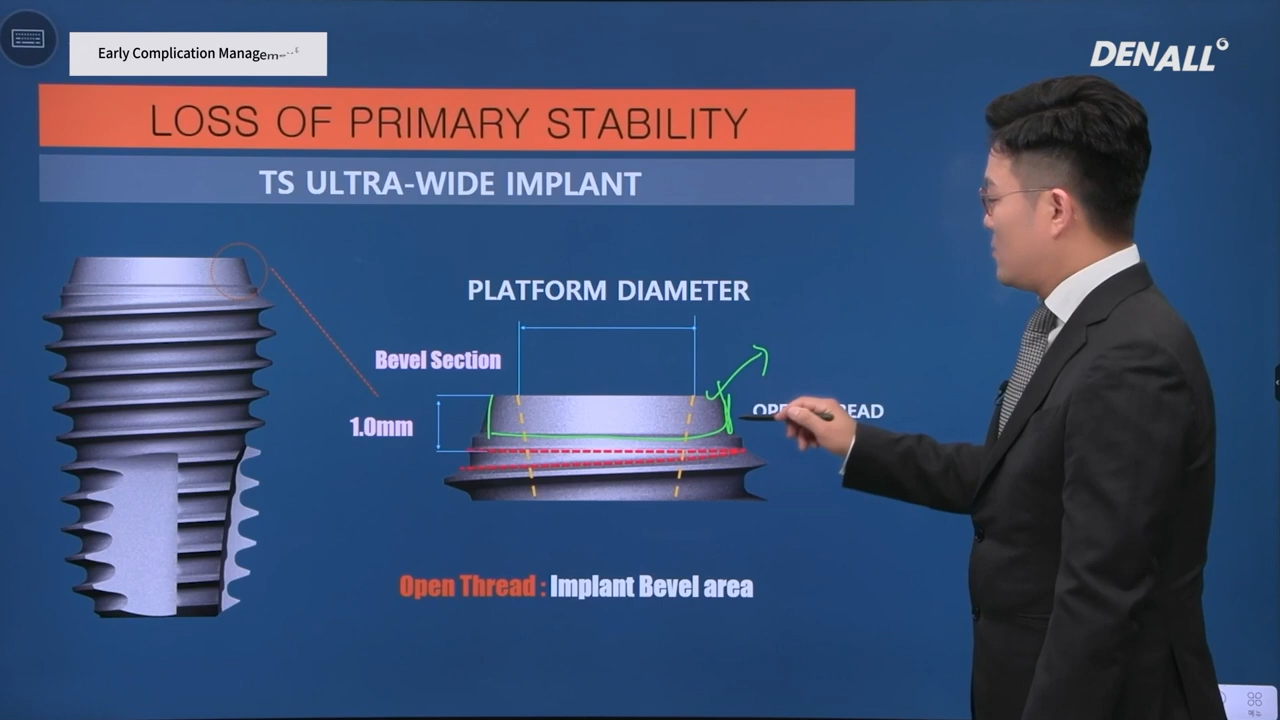 Early Complication Management
DENALL
LOSS OF PRIMARY STABILITY
TS ULTRA-WIDE IMPLANT
PLATFORM DIAMETER
Bevel Section
1.0mm
Open Thread : Implant Bevel area